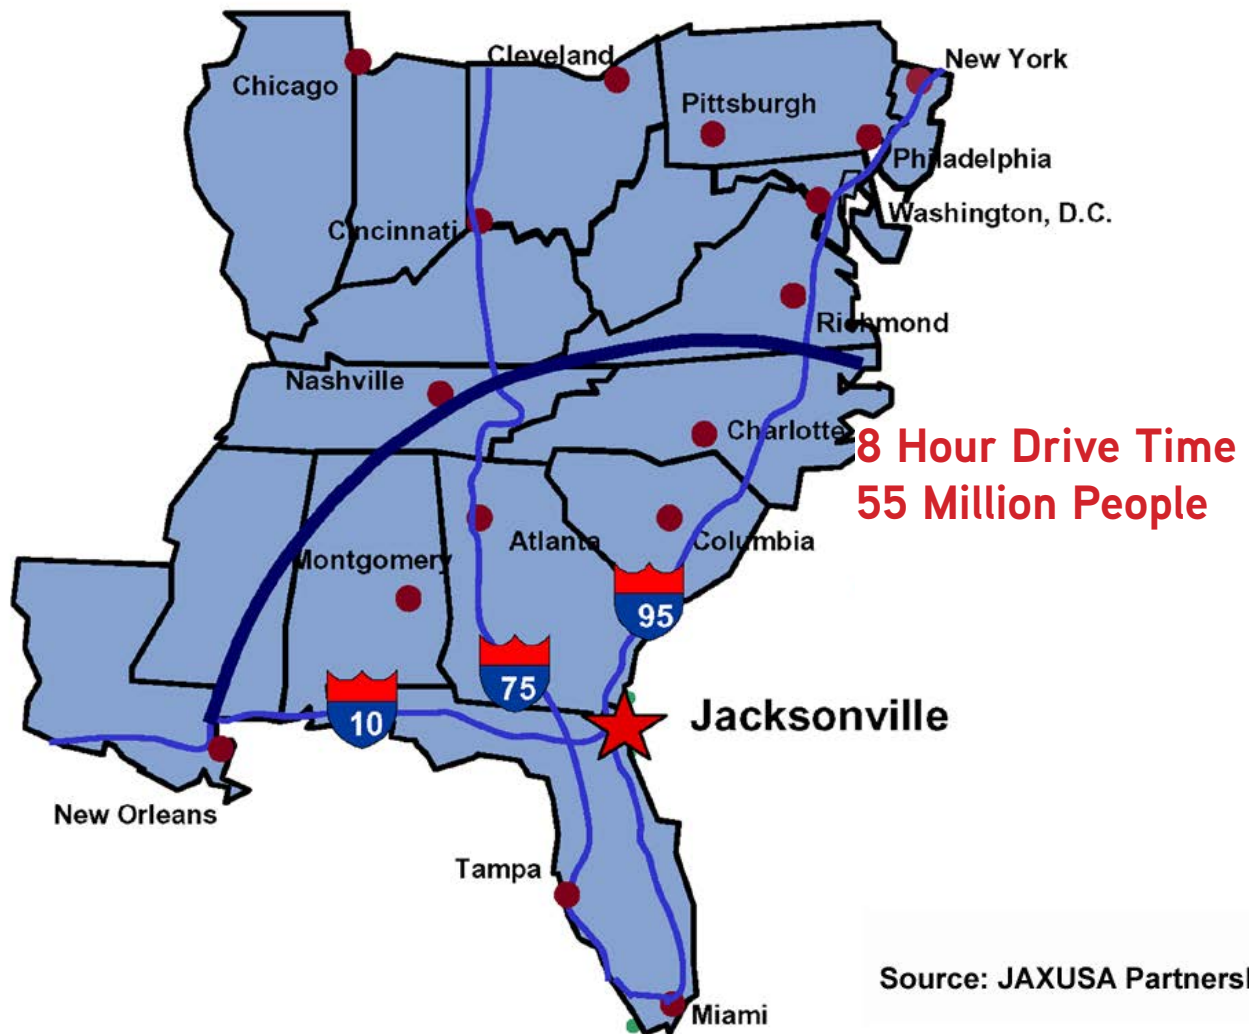 Cleveland
New York
Chicago
Pittsburgh
Philadelphia
Washington, D.C.
Cincinnati
Richmond
Nashville
Charlotte
8 Hour Drive Time
55 Million People
Atlanta
Columbia
Montgomery
95
75
10
Jacksonville
New Orleans
Tampa
Source: JAXUSA Partners
Miami